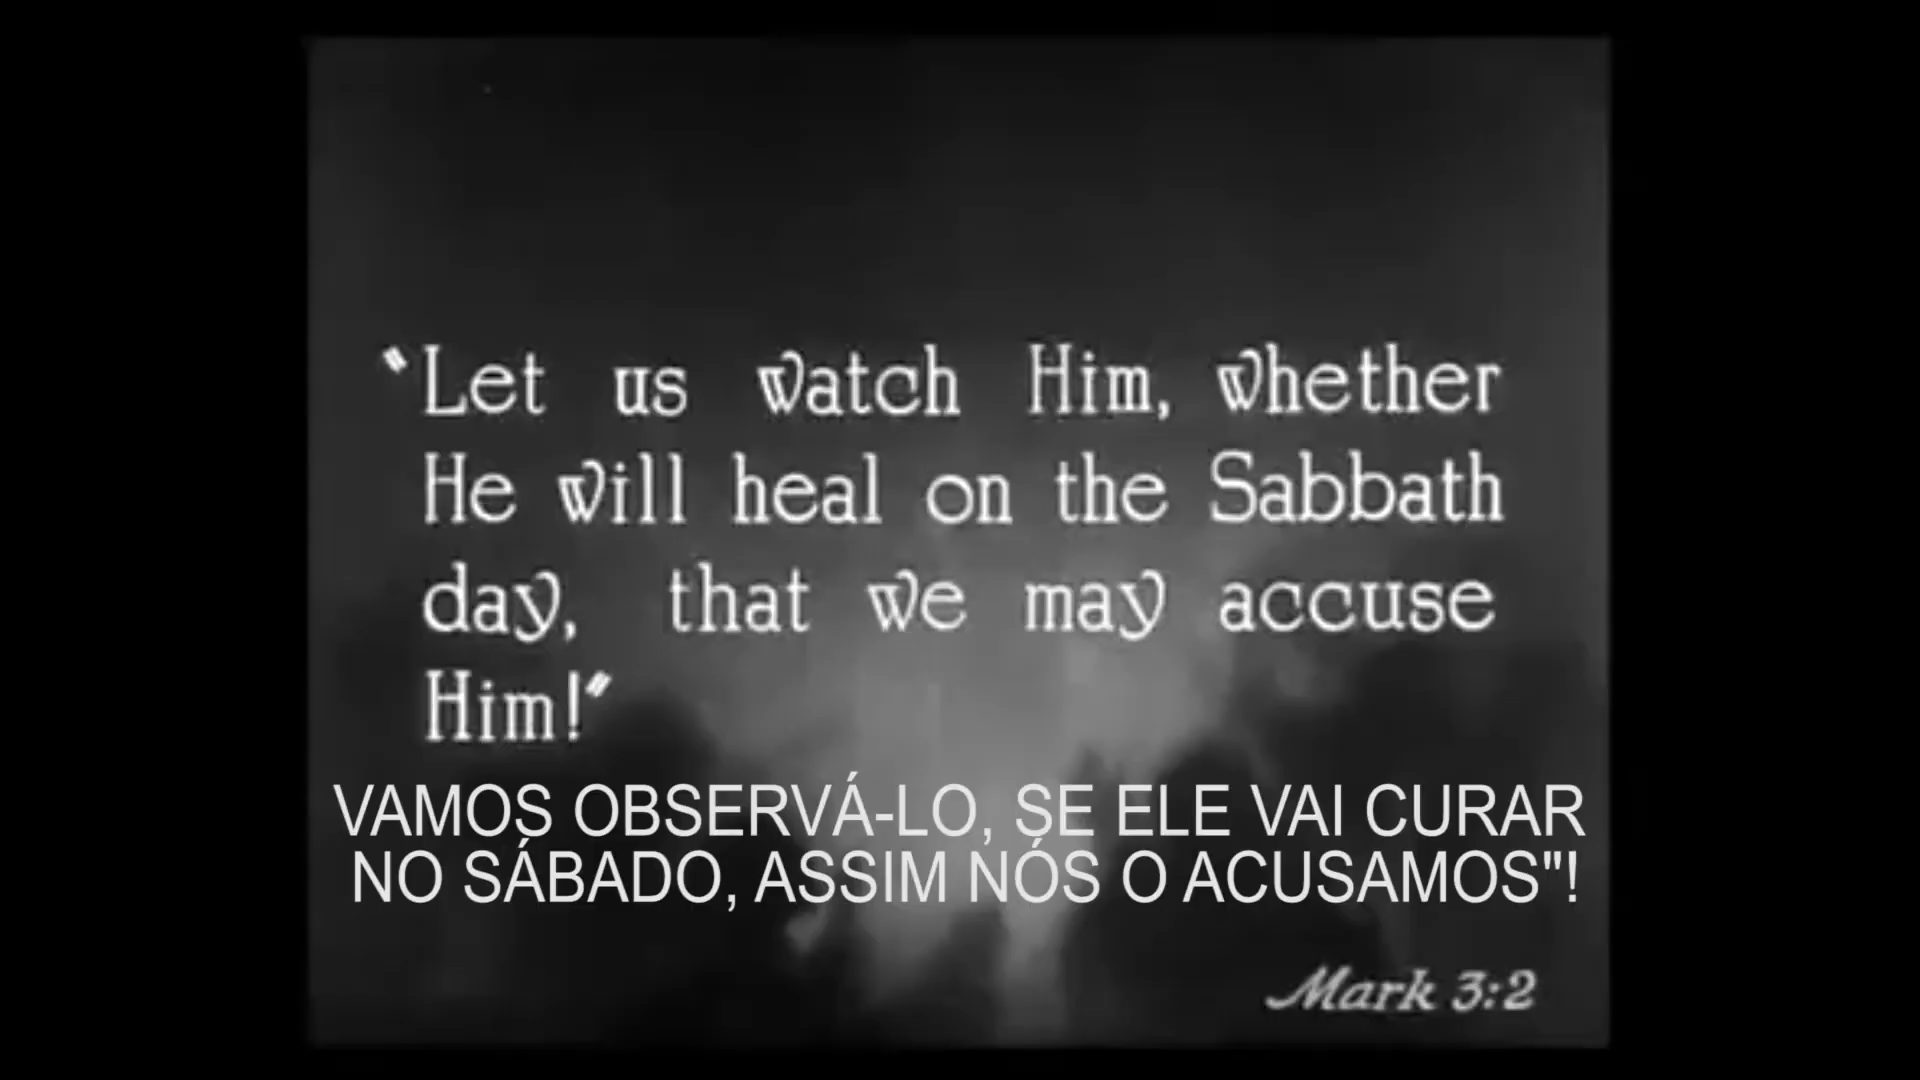 "Let us watch Him, whether
He will heal on the Sabbath
day, that we may accuse
Him!"
VAMOS OBSERVÁ-LO, SE ELE VAI CURAR
NO SÁBADO, ASSIM NÓS O ACUSAMOS"!
Mark 3:2